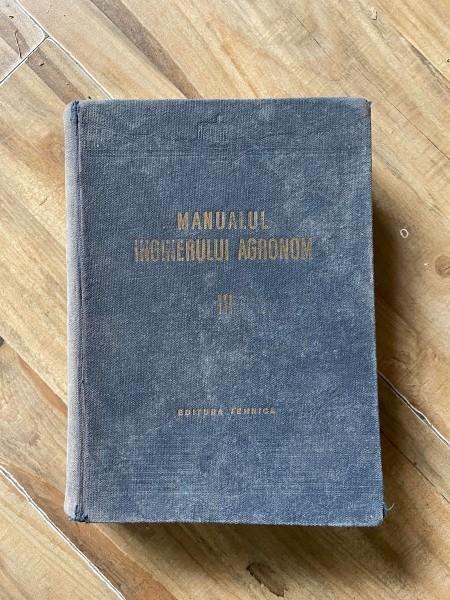 MANUALUL
INGINERULUI AGRONOM
III
EDITURA TEHNICA